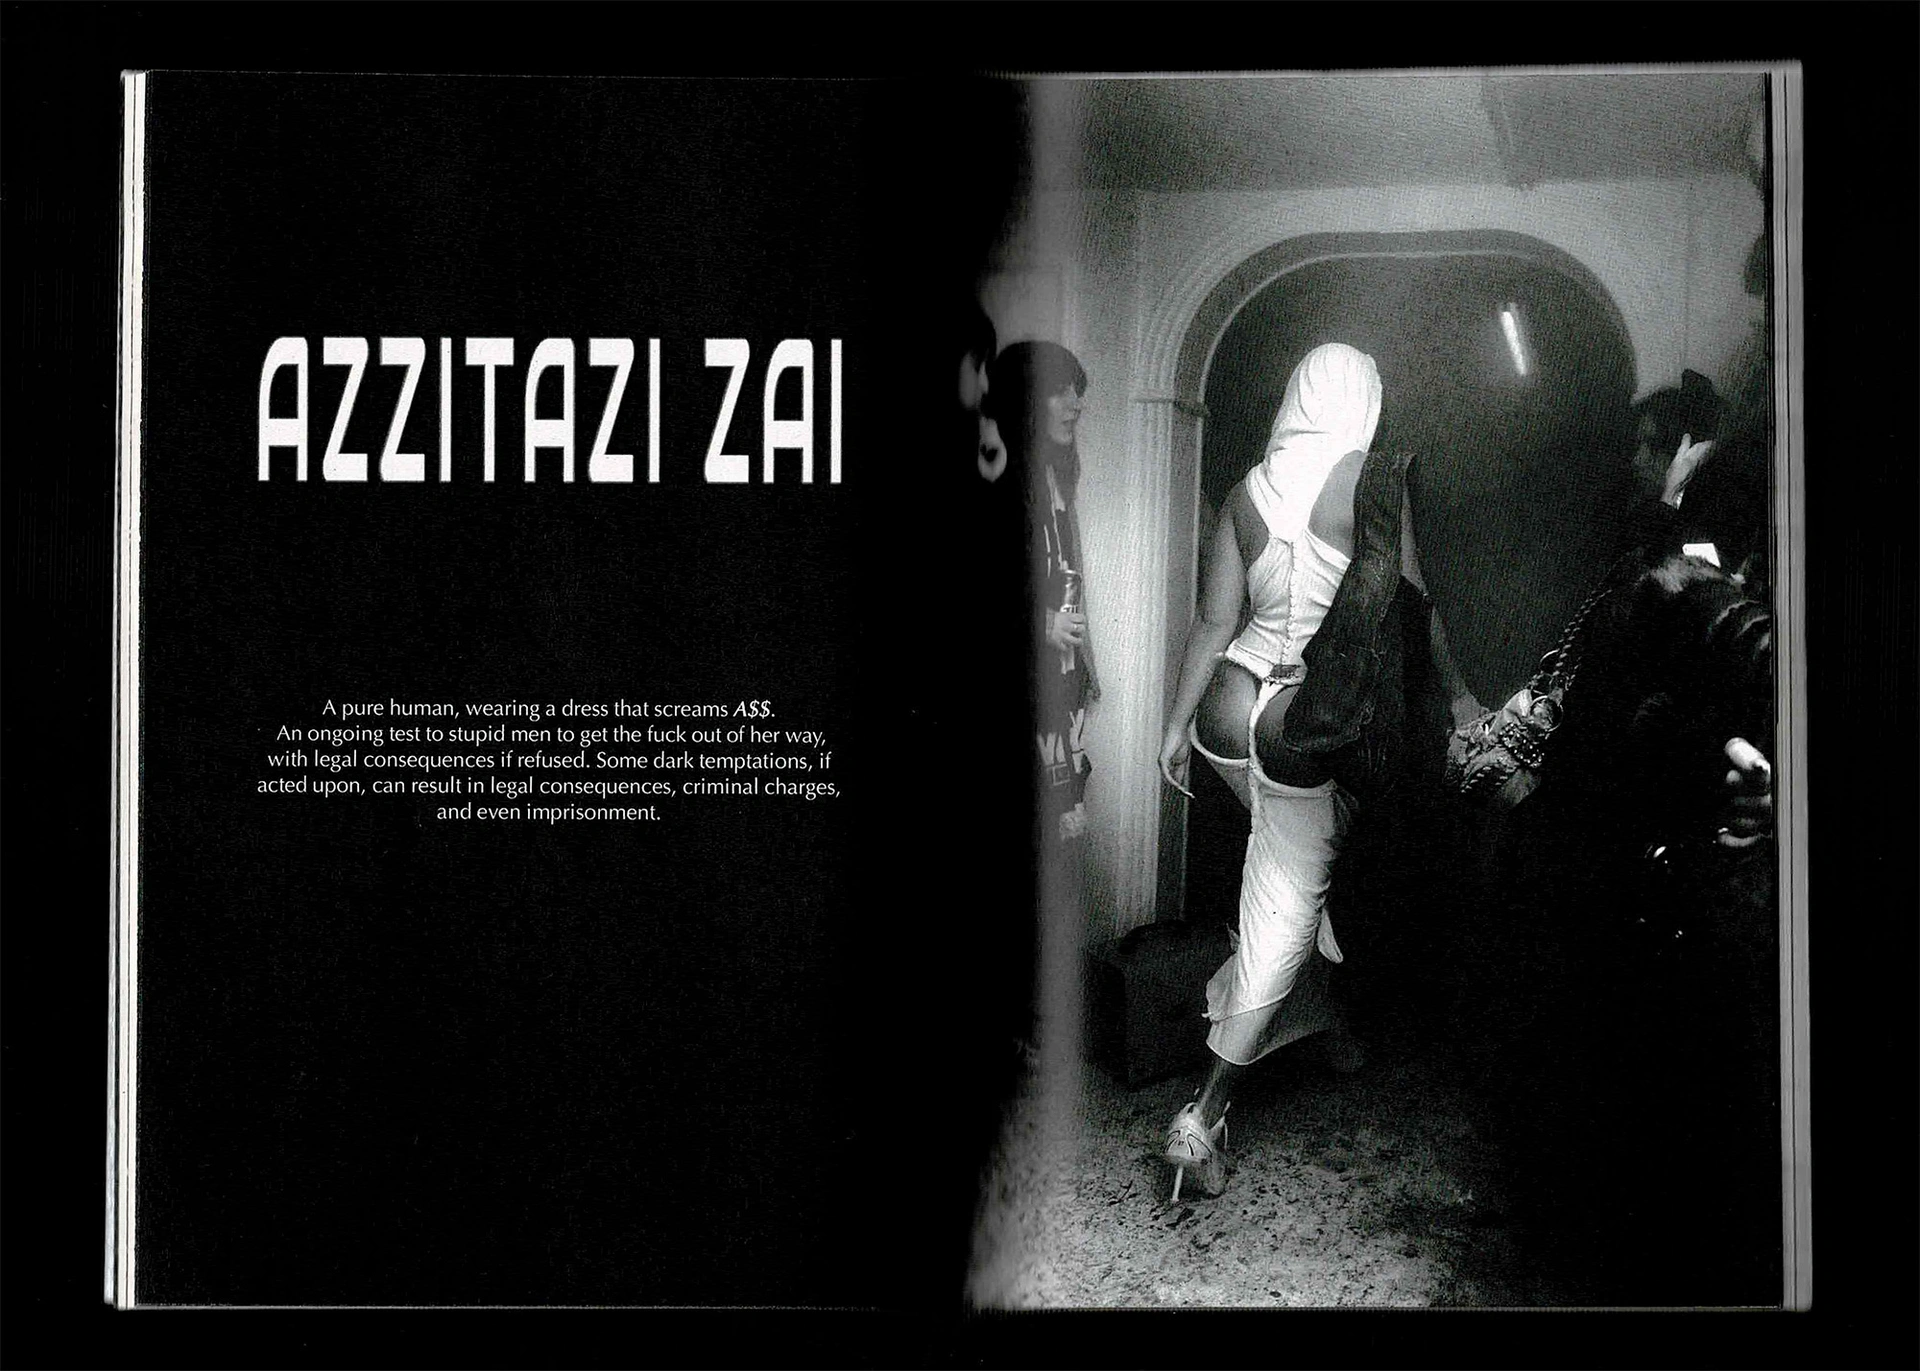 AZZITAZI ZAI
A pure human, wearing a dress that screams A$$.
An ongoing test to stupid men to get the fuck out of her way,
with legal consequences if refused. Some dark temptations, if
acted upon, can result in legal consequences, criminal charges,
and even imprisonment.